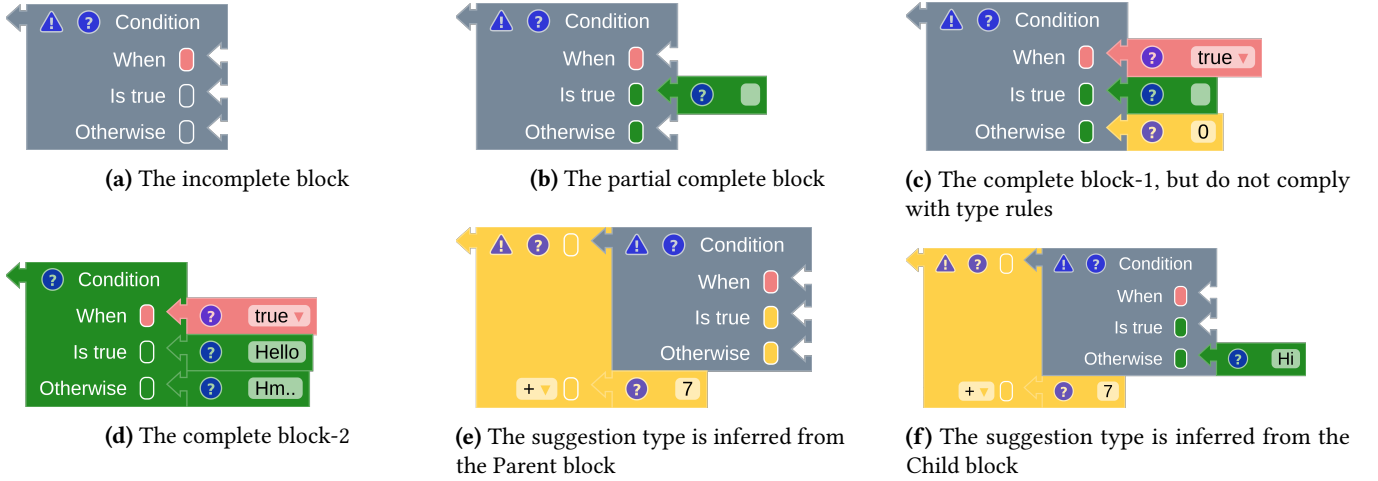 ! ? Condition
When
Is true
Otherwise
(a) The incomplete block
! ? Condition
When
Is true ?
Otherwise
(b) The partial complete block
! ? Condition
When ? true ▾
Is true ?
Otherwise ? 0
(c) The complete block-1, but do not comply
with type rules
? Condition
When ? true ▾
Is true ? Hello
Otherwise ? Hm..
(d) The complete block-2
! ? ! ? Condition
When
Is true
Otherwise
+ ▾ ? 7
(e) The suggestion type is inferred from
the Parent block
! ? ! ? Condition
When
Is true
Otherwise ? Hi
+ ▾ ? 7
(f) The suggestion type is inferred from the
Child block